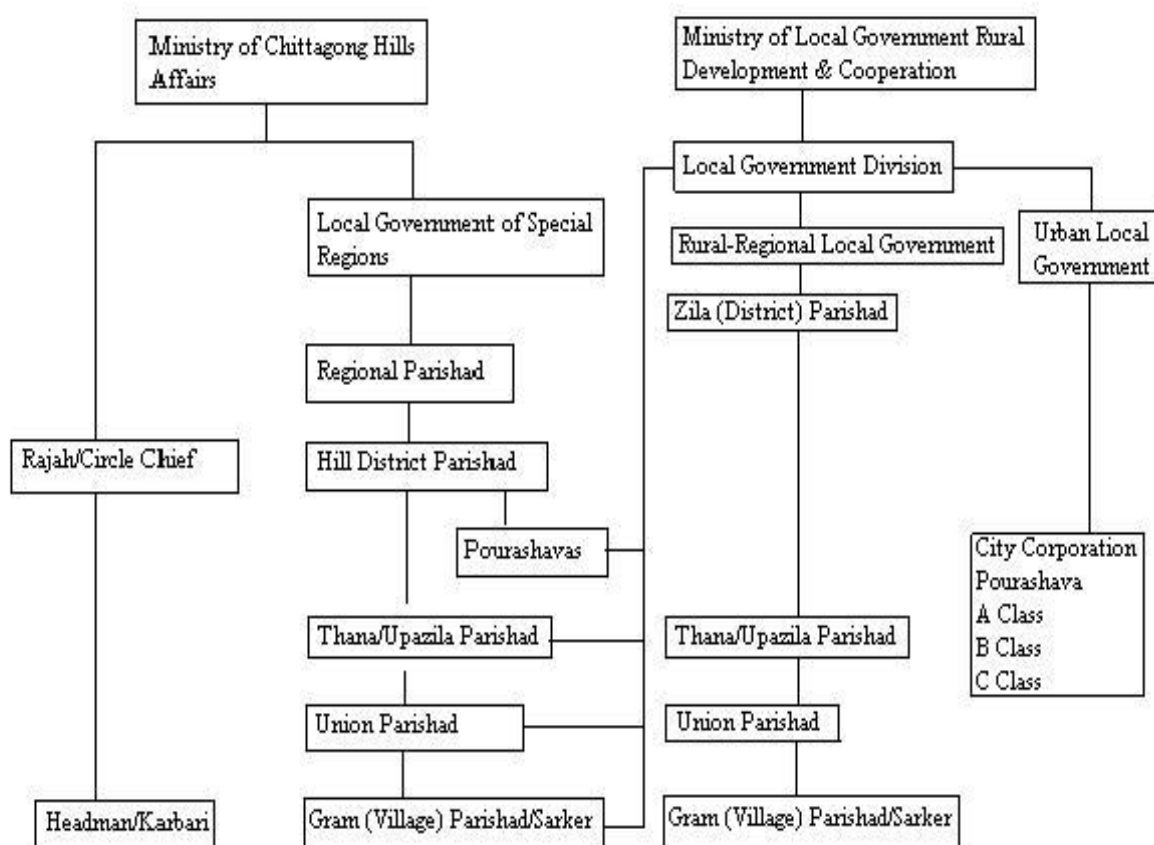 Ministry of Chittagong Hills
Affairs
Ministry of Local Government Rural
Development & Cooperation
Local Government Division
Local Government of Special
Regions
Rural-Regional Local Government
Urban Local
Government
Zila (District) Parishad
Regional Parishad
Rajah/Circle Chief
Hill District Parishad
Pourashavas
City Corporation
Pourashava
A Class
B Class
C Class
Thana/Upazila Parishad
Thana/Upazila Parishad
Union Parishad
Union Parishad
Headman/Karbari
Gram (Village) Parishad/Sarker
Gram (Village) Parishad/Sarker